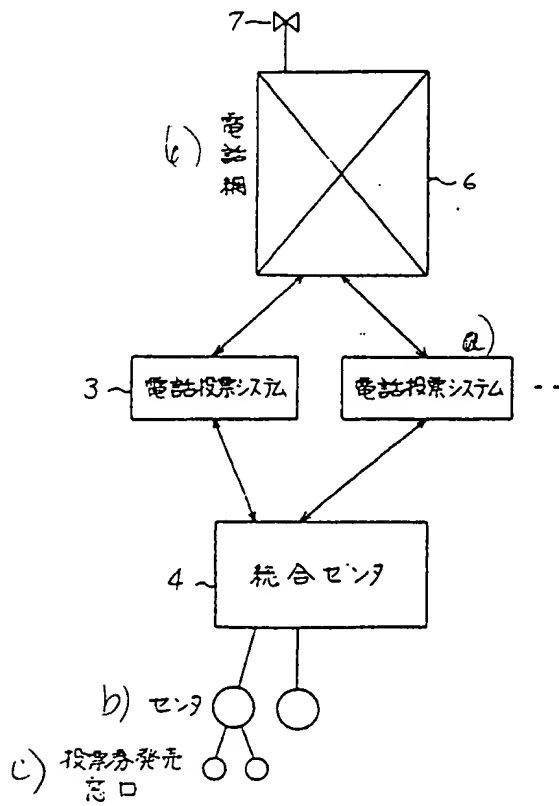 7
電話網
6
a)
3 電話投票システム
電話投票システム
4 統合センタ
b) センタ
c) 投票券発売
窓口